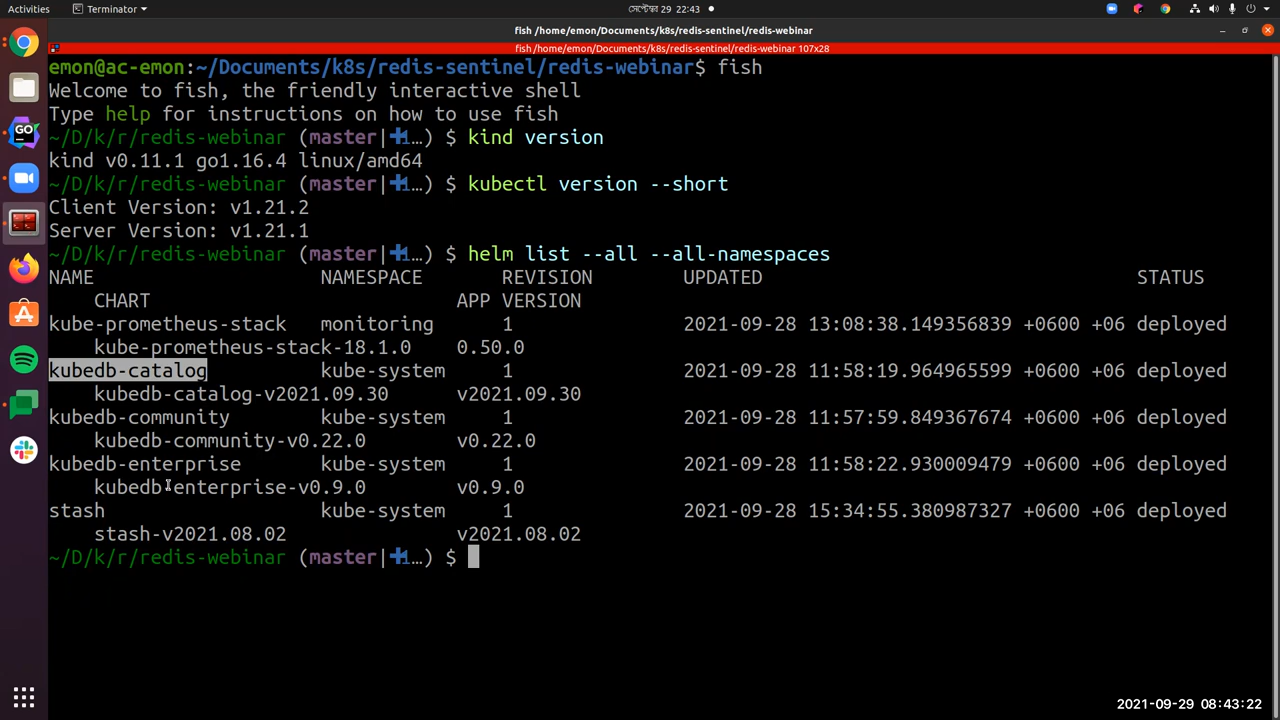 Activities Terminator সেপ্টেম্বর 29 22:43
fish /home/emon/Documents/k8s/redis-sentinel/redis-webinar
fish /home/emon/Documents/k8s/redis-sentinel/redis-webinar 107x28
emon@ac-emon:~/Documents/k8s/redis-sentinel/redis-webinar$ fish
Welcome to fish, the friendly interactive shell
Type help for instructions on how to use fish
~/D/k/r/redis-webinar (master|✚1…) $ kind version
kind v0.11.1 go1.16.4 linux/amd64
~/D/k/r/redis-webinar (master|✚1…) $ kubectl version --short
Client Version: v1.21.2
Server Version: v1.21.1
~/D/k/r/redis-webinar (master|✚1…) $ helm list --all --all-namespaces
NAME NAMESPACE REVISION UPDATED STATUS
CHART APP VERSION
kube-prometheus-stack monitoring 1 2021-09-28 13:08:38.149356839 +0600 +06 deployed
kube-prometheus-stack-18.1.0 0.50.0
kubedb-catalog kube-system 1 2021-09-28 11:58:19.964965599 +0600 +06 deployed
kubedb-catalog-v2021.09.30 v2021.09.30
kubedb-community kube-system 1 2021-09-28 11:57:59.849367674 +0600 +06 deployed
kubedb-community-v0.22.0 v0.22.0
kubedb-enterprise kube-system 1 2021-09-28 11:58:22.930009479 +0600 +06 deployed
kubedb-enterprise-v0.9.0 v0.9.0
stash kube-system 1 2021-09-28 15:34:55.380987327 +0600 +06 deployed
stash-v2021.08.02 v2021.08.02
~/D/k/r/redis-webinar (master|✚1…) $
GO
2021-09-29 08:43:22